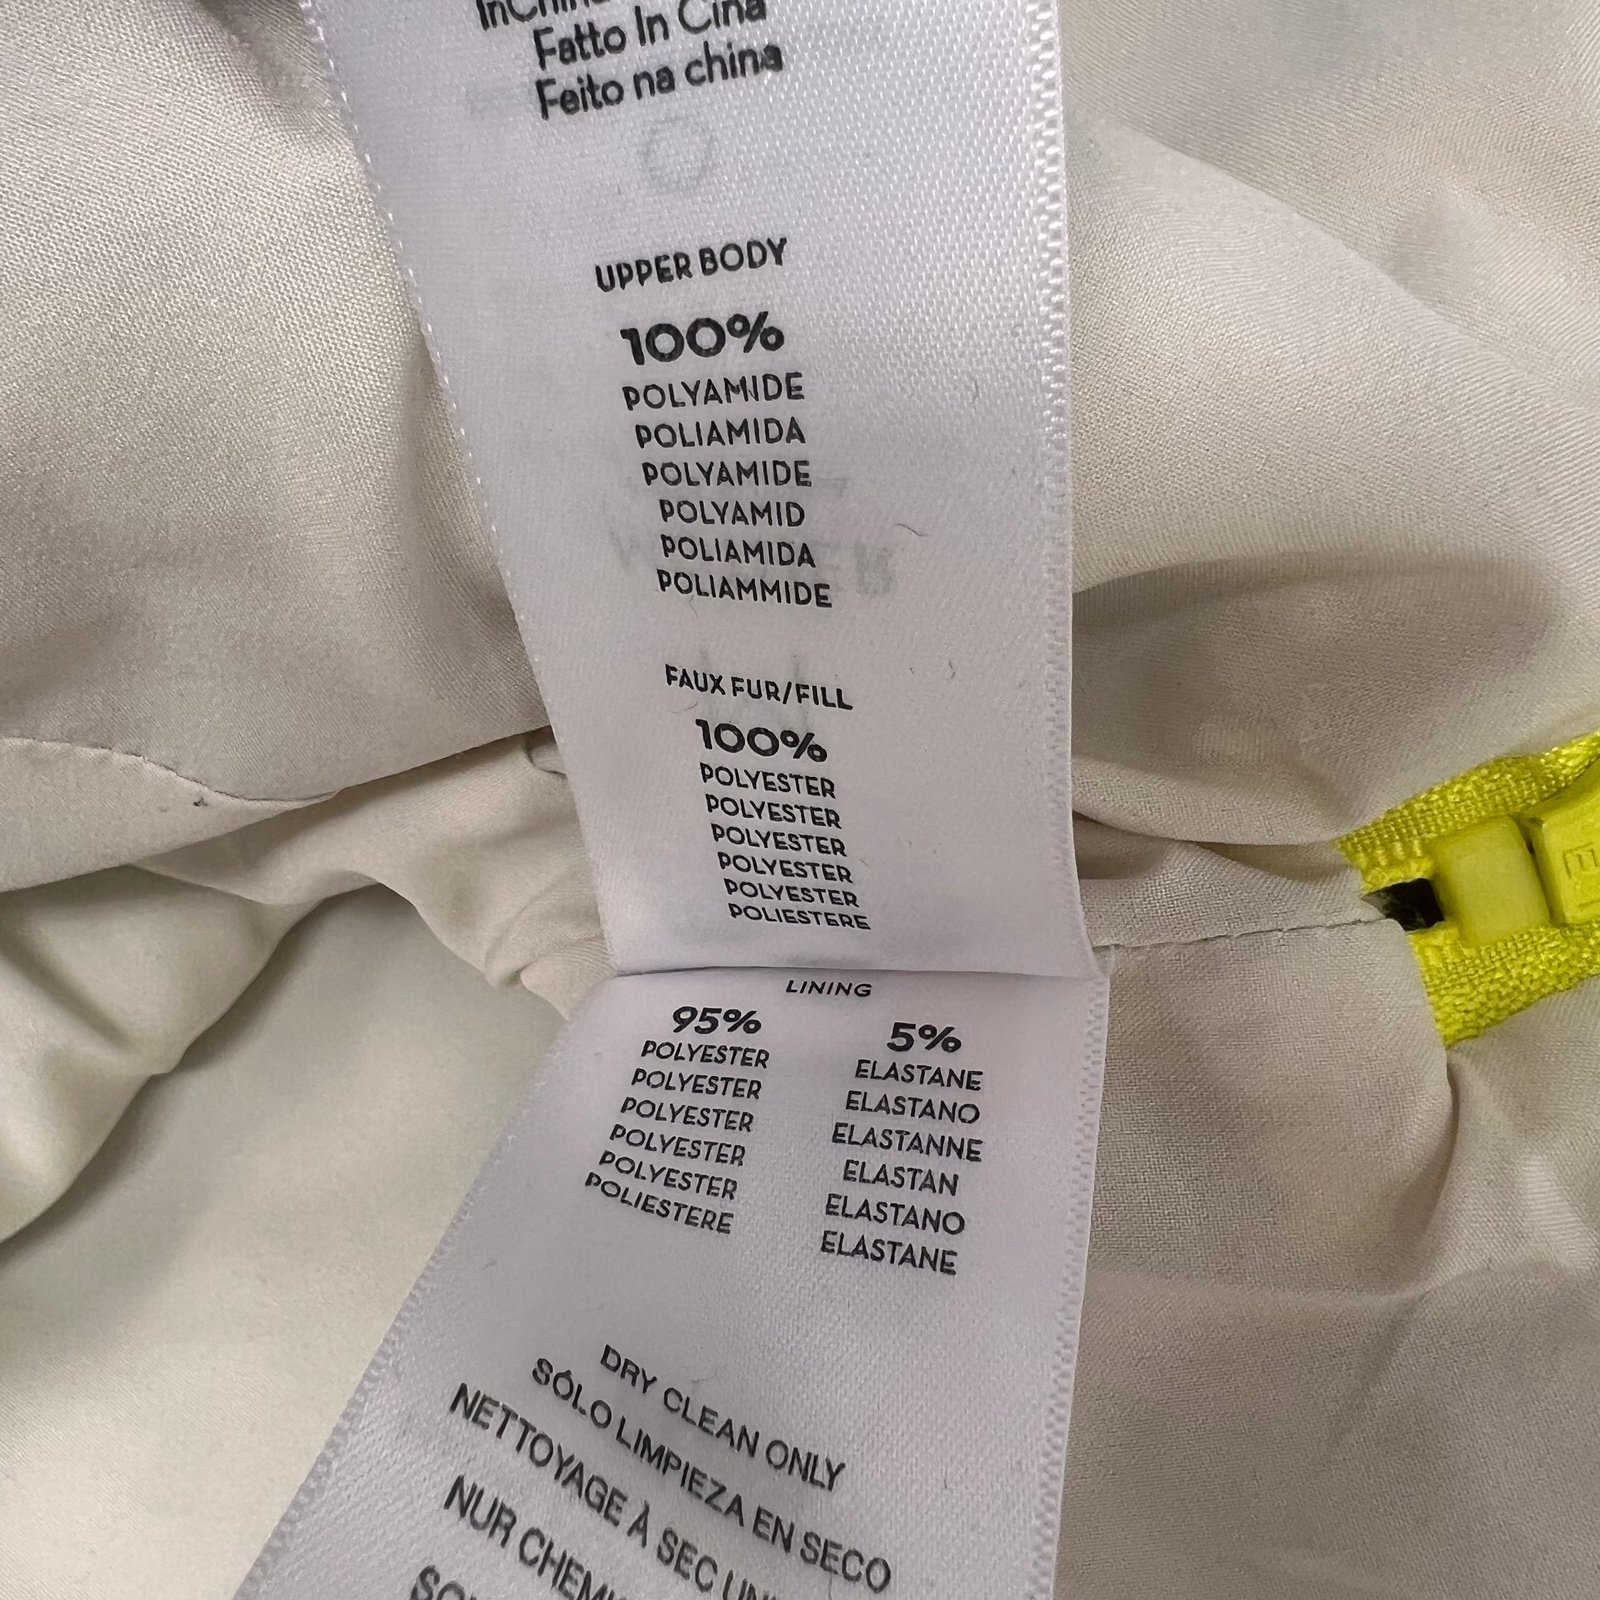 Fatto In Cina
Feito na china
UPPER BODY
100%
POLYAMIDE
POLIAMIDA
POLYAMIDE
POLYAMID
POLIAMIDA
POLIAMMIDE
FAUX FUR/FILL
100%
POLYESTER
POLYESTER
POLYESTER
POLYESTER
POLYESTER
POLIESTERE
LINING
95%
POLYESTER
POLYESTER
POLYESTER
POLYESTER
POLYESTER
POLIESTERE
5%
ELASTANE
ELASTANO
ELASTANNE
ELASTAN
ELASTANO
ELASTANE
DRY CLEAN ONLY
SÓLO LIMPIEZA EN SECO
NETTOYAGE À SEC
NUR